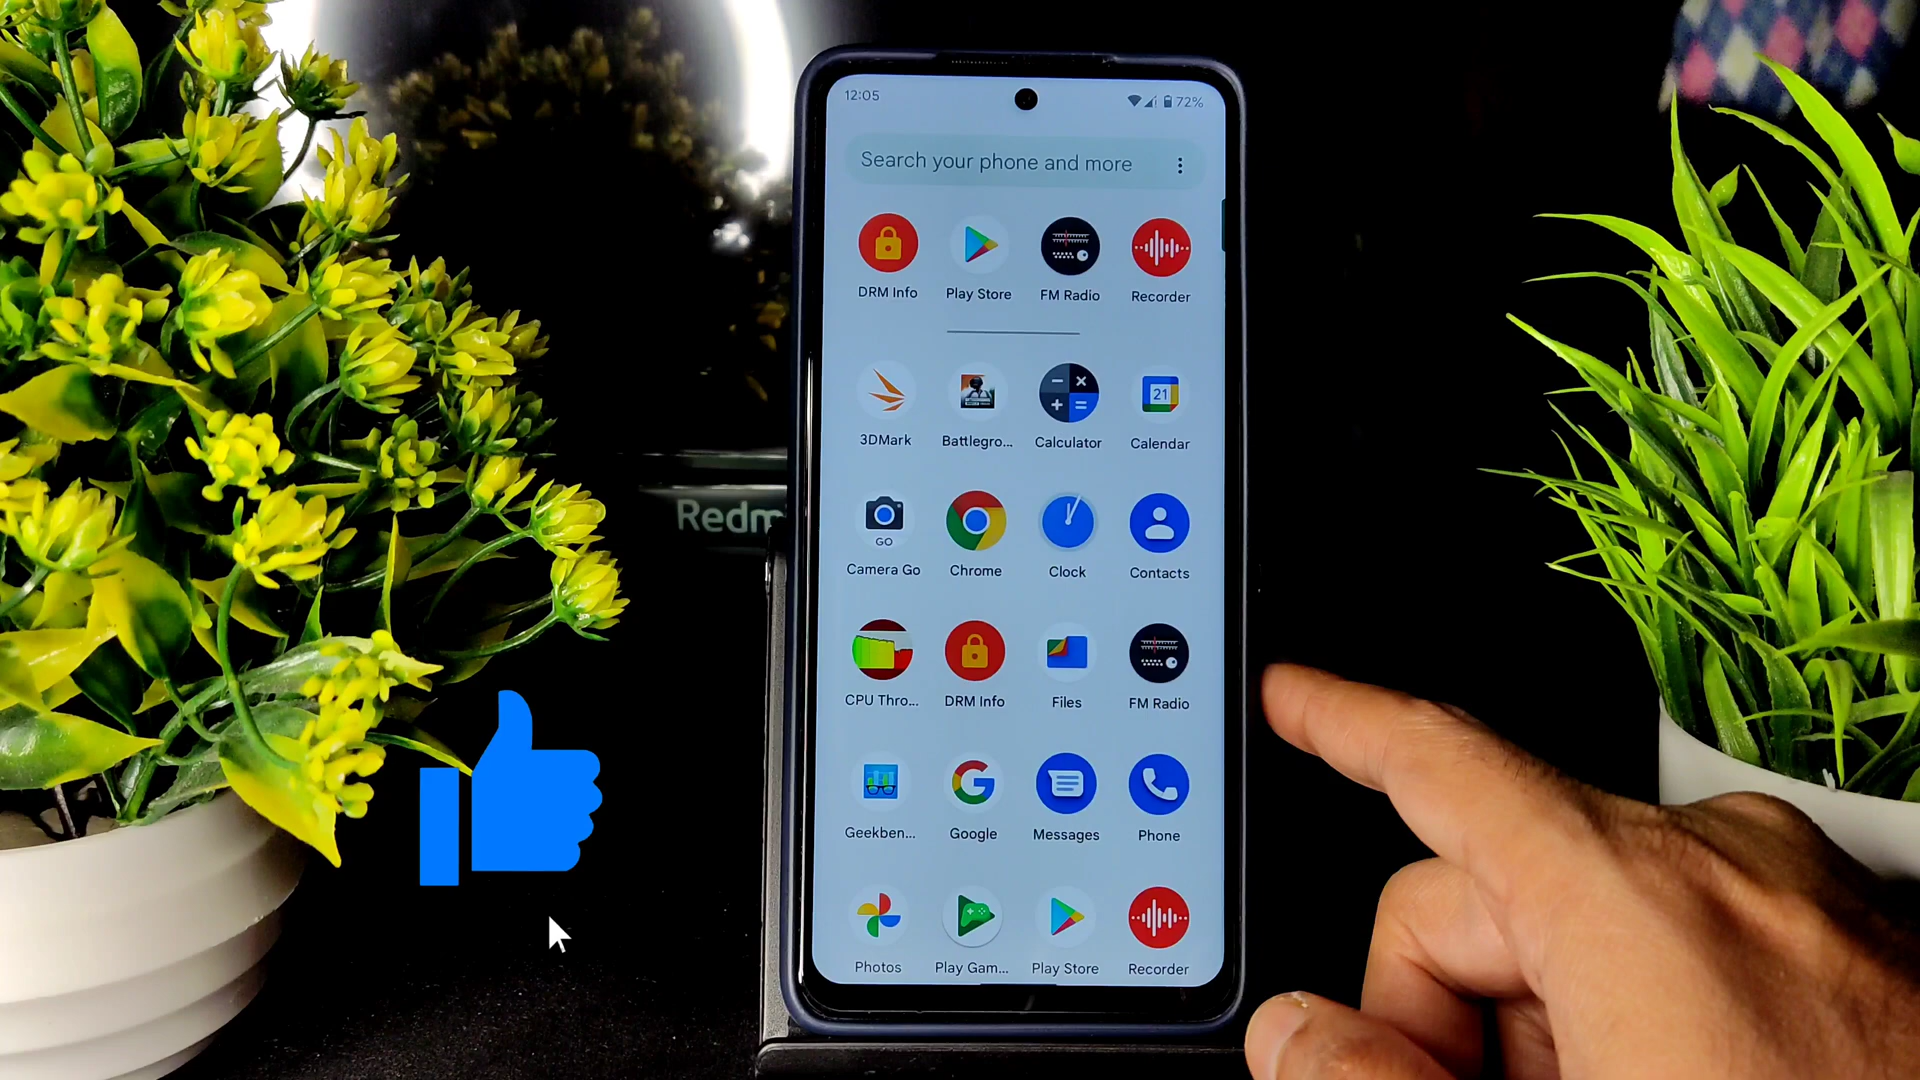 12:05
72%
Search your phone and more
DRM Info
Play Store
FM Radio
Recorder
3DMark
Battlegro...
Calculator
21
Calendar
Redm
GO
Camera Go
Chrome
Clock
Contacts
CPU Thro...
DRM Info
Files
FM Radio
Geekben...
Google
Messages
Phone
Photos
Play Gam...
Play Store
Recorder